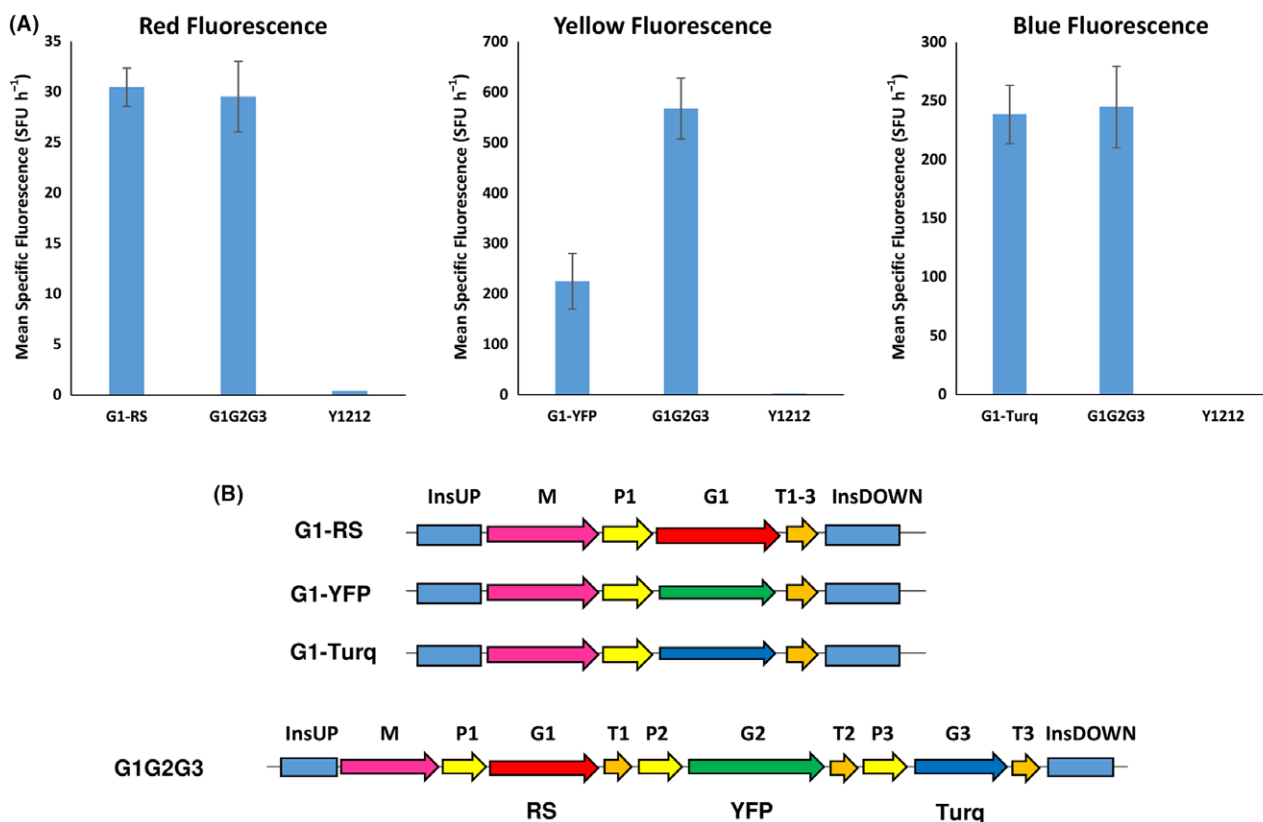 (A)
Red Fluorescence
Mean Specific Fluorescence (SFU h⁻¹)
35
30
25
20
15
10
5
0
G1-RS G1G2G3 Y1212
Yellow Fluorescence
Mean Specific Fluorescence (SFU h⁻¹)
700
600
500
400
300
200
100
0
G1-YFP G1G2G3 Y1212
Blue Fluorescence
Mean Specific Fluorescence (SFU h⁻¹)
300
250
200
150
100
50
0
G1-Turq G1G2G3 Y1212
(B)
InsUP M P1 G1 T1-3 InsDOWN
G1-RS
G1-YFP
G1-Turq
InsUP M P1 G1 T1 P2 G2 T2 P3 G3 T3 InsDOWN
G1G2G3
RS YFP Turq